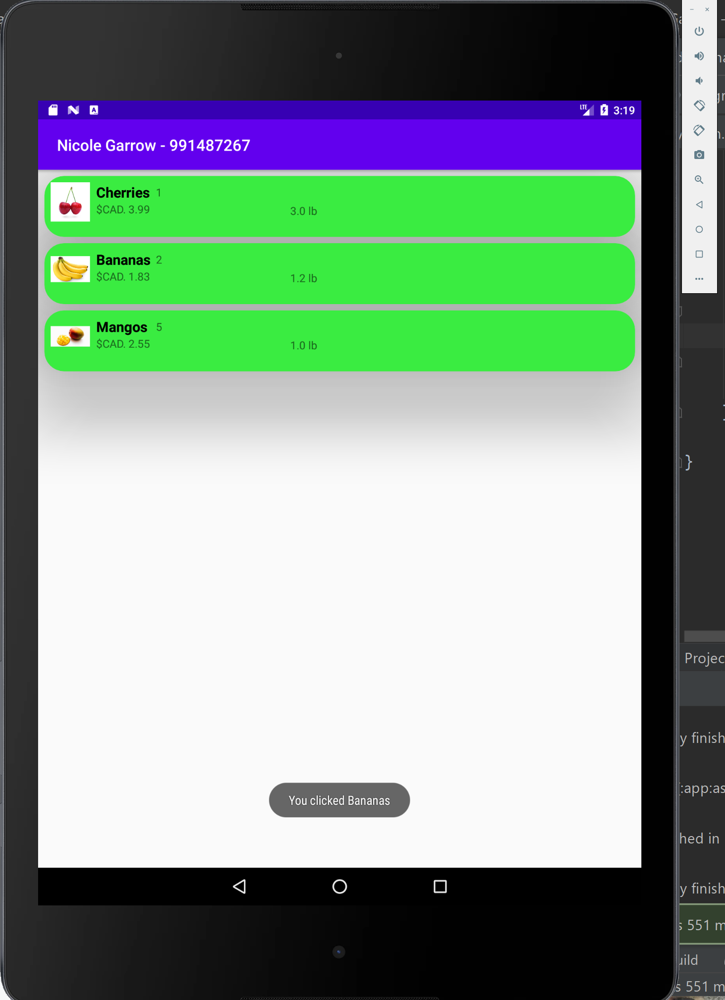 LTE 3:19
Nicole Garrow - 991487267
Cherries 1
$CAD. 3.99 3.0 lb
Bananas 2
$CAD. 1.83 1.2 lb
Mangos 5
$CAD. 2.55 1.0 lb
You clicked Bananas
}
Projec
y finish
:app:as
hed in
y finish
s 551 m
uild
s 551 m